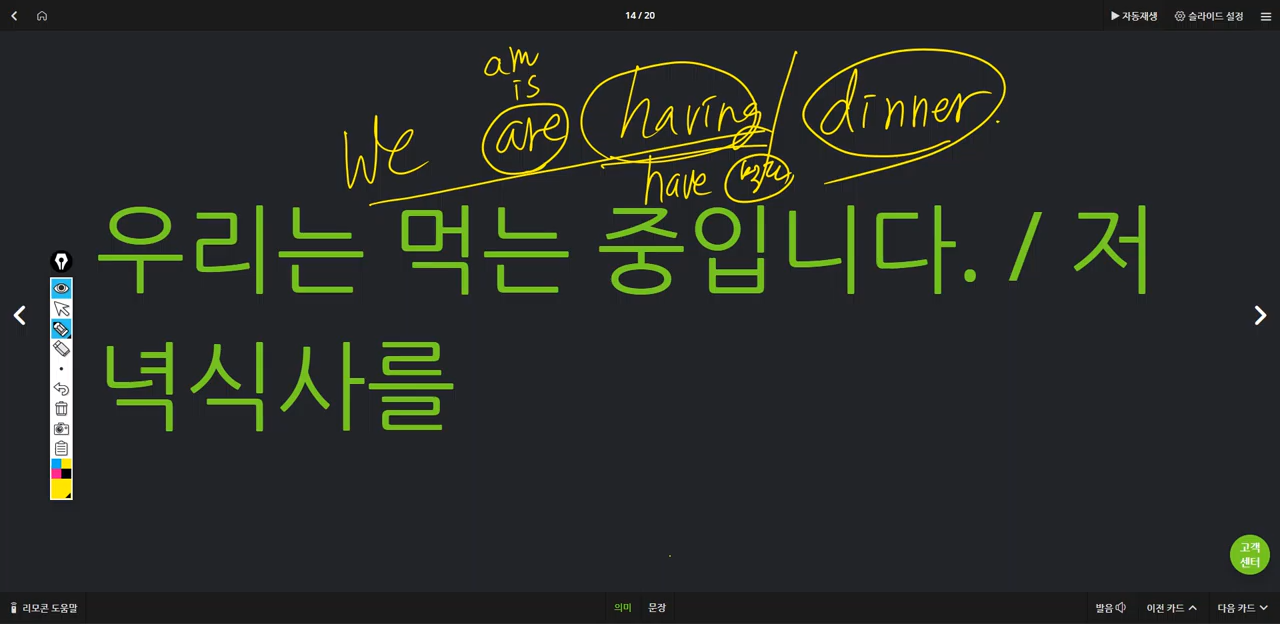 14 / 20
자동재생
슬라이드 설정
am
is
We are having / dinner.
have 먹다
우리는 먹는 중입니다. / 저
녁식사를
고객
센터
리모콘 도움말
의미
문장
발음
이전 카드
다음 카드